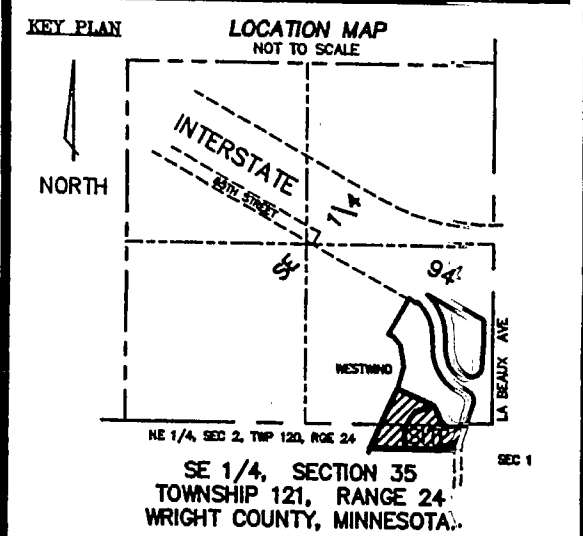 KEY PLAN
LOCATION MAP
NOT TO SCALE
NORTH
INTERSTATE
1/4
SE
94
WESTWIND
LA BEAUX AVE
NE 1/4, SEC 2, TWP 120, RGE 24
SEC 1
SE 1/4, SECTION 35
TOWNSHIP 121, RANGE 24
WRIGHT COUNTY, MINNESOTA.